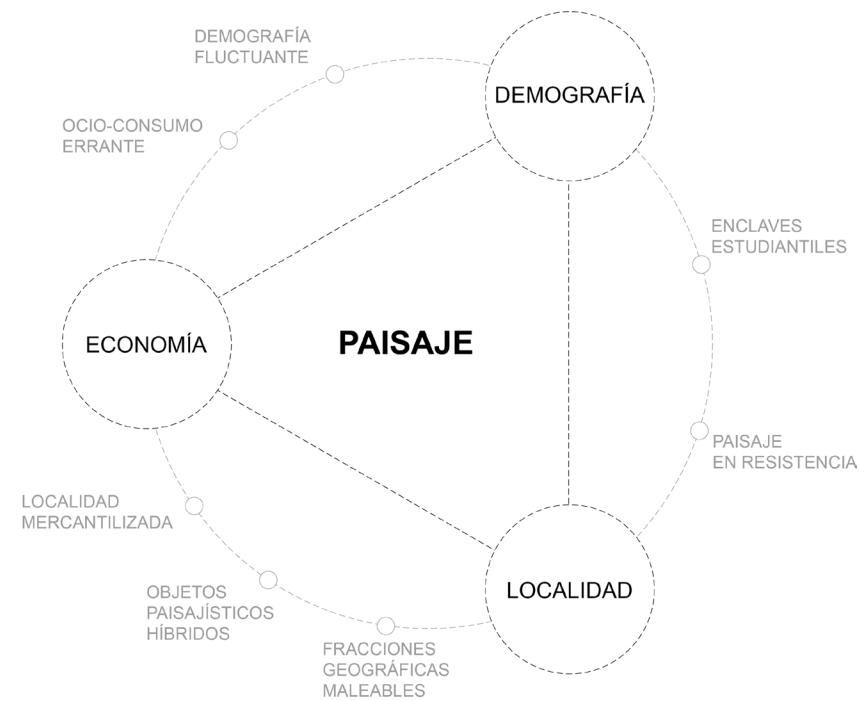 DEMOGRAFÍA
FLUCTUANTE
DEMOGRAFÍA
OCIO-CONSUMO
ERRANTE
ENCLAVES
ESTUDIANTILES
ECONOMÍA
PAISAJE
PAISAJE
EN RESISTENCIA
LOCALIDAD
MERCANTILIZADA
OBJETOS
PAISAJÍSTICOS
HÍBRIDOS
LOCALIDAD
FRACCIONES
GEOGRÁFICAS
MALEABLES